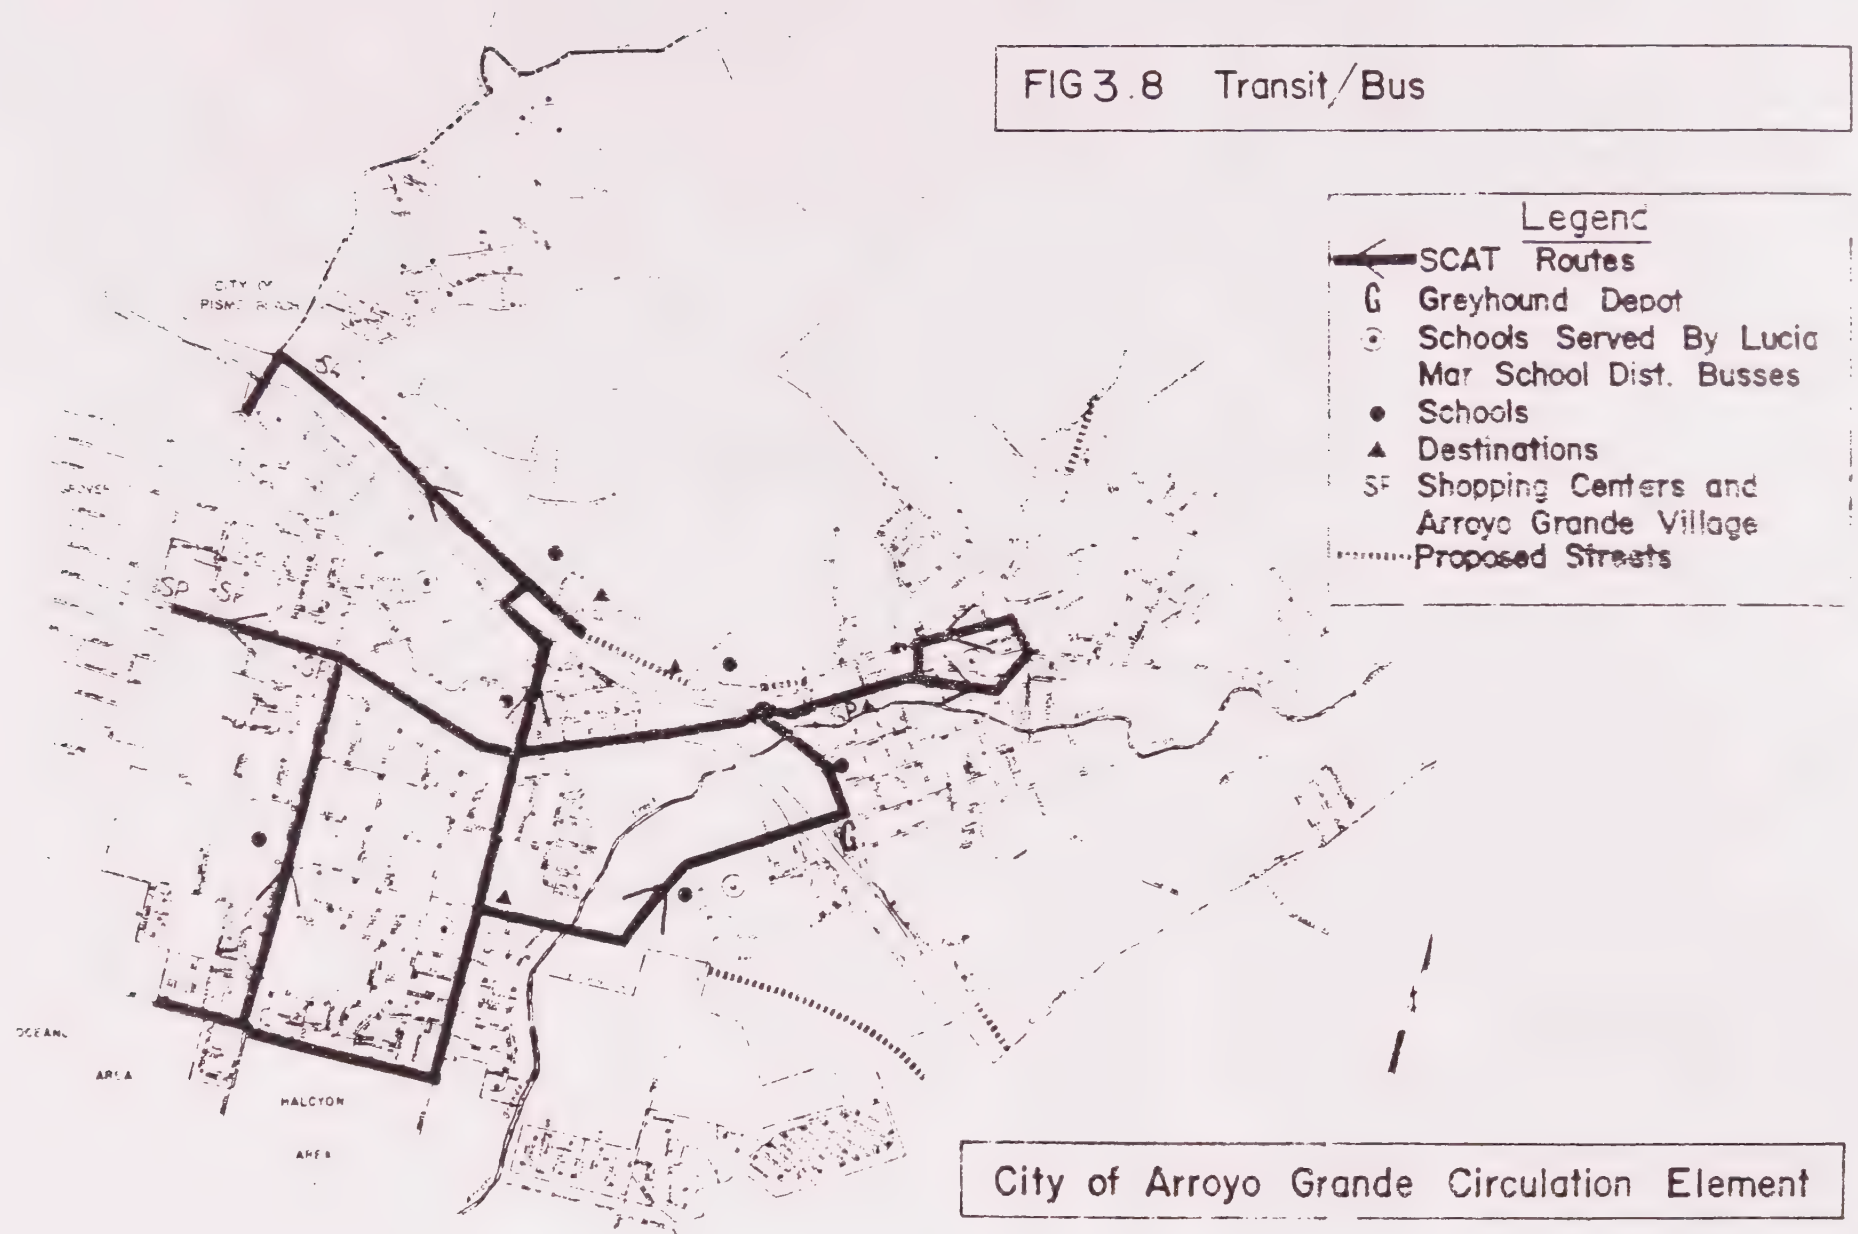 FIG 3.8 Transit/Bus
Legend
SCAT Routes
G Greyhound Depot
Schools Served By Lucia
Mar School Dist. Busses
Schools
Destinations
SP Shopping Centers and
Arroyo Grande Village
Proposed Streets
CITY OF
PISMO BEACH
SP
SP
G
HALCYON
AREA
AREA
City of Arroyo Grande Circulation Element